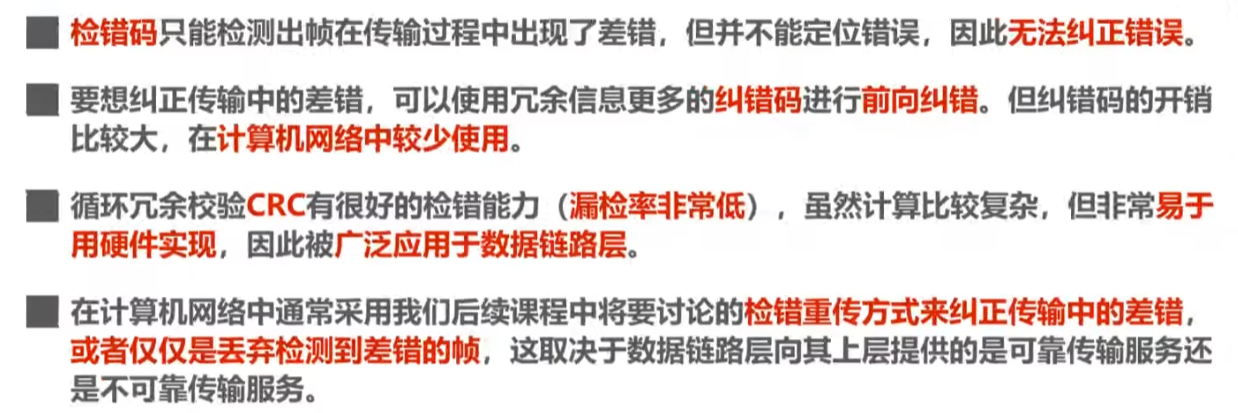 检错码只能检测出帧在传输过程中出现了差错，但并不能定位错误，因此无法纠正错误。
要想纠正传输中的差错，可以使用冗余信息更多的纠错码进行前向纠错。但纠错码的开销
比较大，在计算机网络中较少使用。
循环冗余校验CRC有很好的检错能力（漏检率非常低），虽然计算比较复杂，但非常易于
用硬件实现，因此被广泛应用于数据链路层。
在计算机网络中通常采用我们后续课程中将要讨论的检错重传方式来纠正传输中的差错，
或者仅仅是丢弃检测到差错的帧，这取决于数据链路层向其上层提供的是可靠传输服务还
是不可靠传输服务。